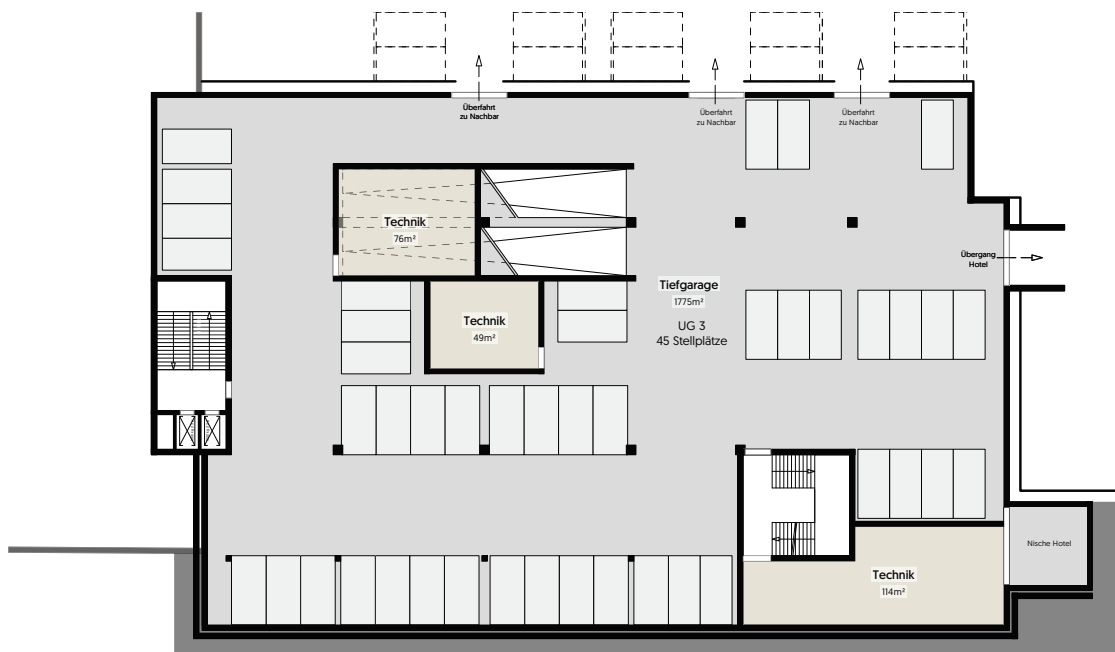 Überfahrt
zu Nachbar
Überfahrt
zu Nachbar
Überfahrt
zu Nachbar
Technik
76m²
Übergang
Hotel
Tiefgarage
1775m²
UG 3
45 Stellplätze
Technik
49m²
Nische Hotel
Technik
114m²